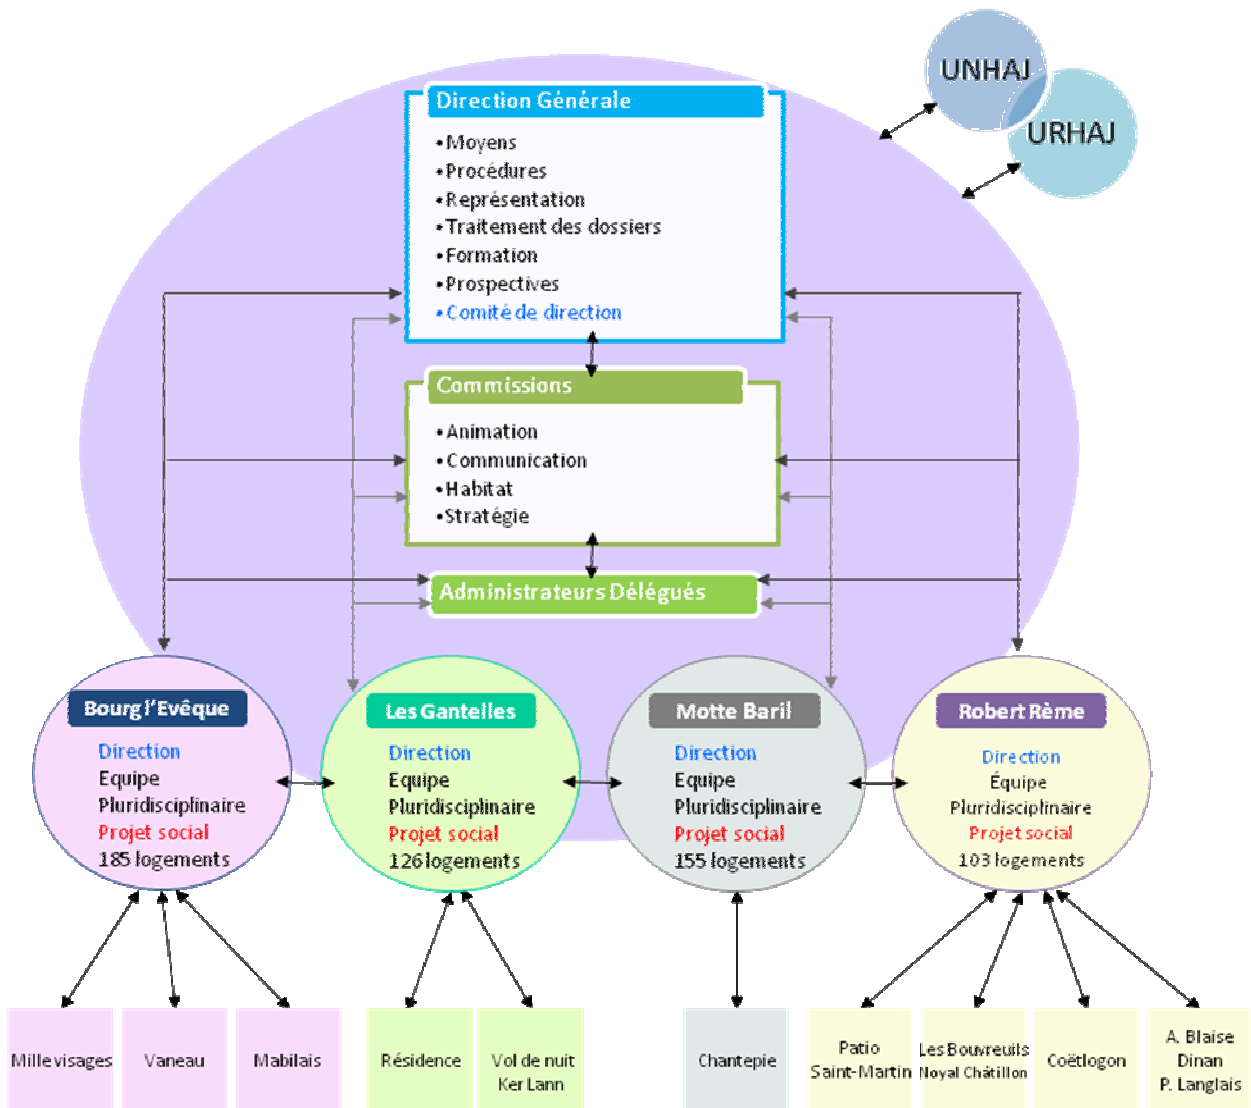 UNHAJ
URHAJ
Direction Générale
•Moyens
•Procédures
•Représentation
•Traitement des dossiers
•Formation
•Prospectives
•Comité de direction
Commissions
•Animation
•Communication
•Habitat
•Stratégie
Administrateurs Délégués
Bourg l'Evêque
Direction
Equipe
Pluridisciplinaire
Projet social
185 logements
Les Gantelles
Direction
Equipe
Pluridisciplinaire
Projet social
126 logements
Motte Baril
Direction
Equipe
Pluridisciplinaire
Projet social
155 logements
Robert Rème
Direction
Équipe
Pluridisciplinaire
Projet social
103 logements
Mille visages
Vaneau
Mabilais
Résidence
Vol de nuit
Ker Lann
Chantepie
Patio
Saint-Martin
Les Bouvreuils
Noyal Châtillon
Coëtlogon
A. Blaise
Dinan
P. Langlais